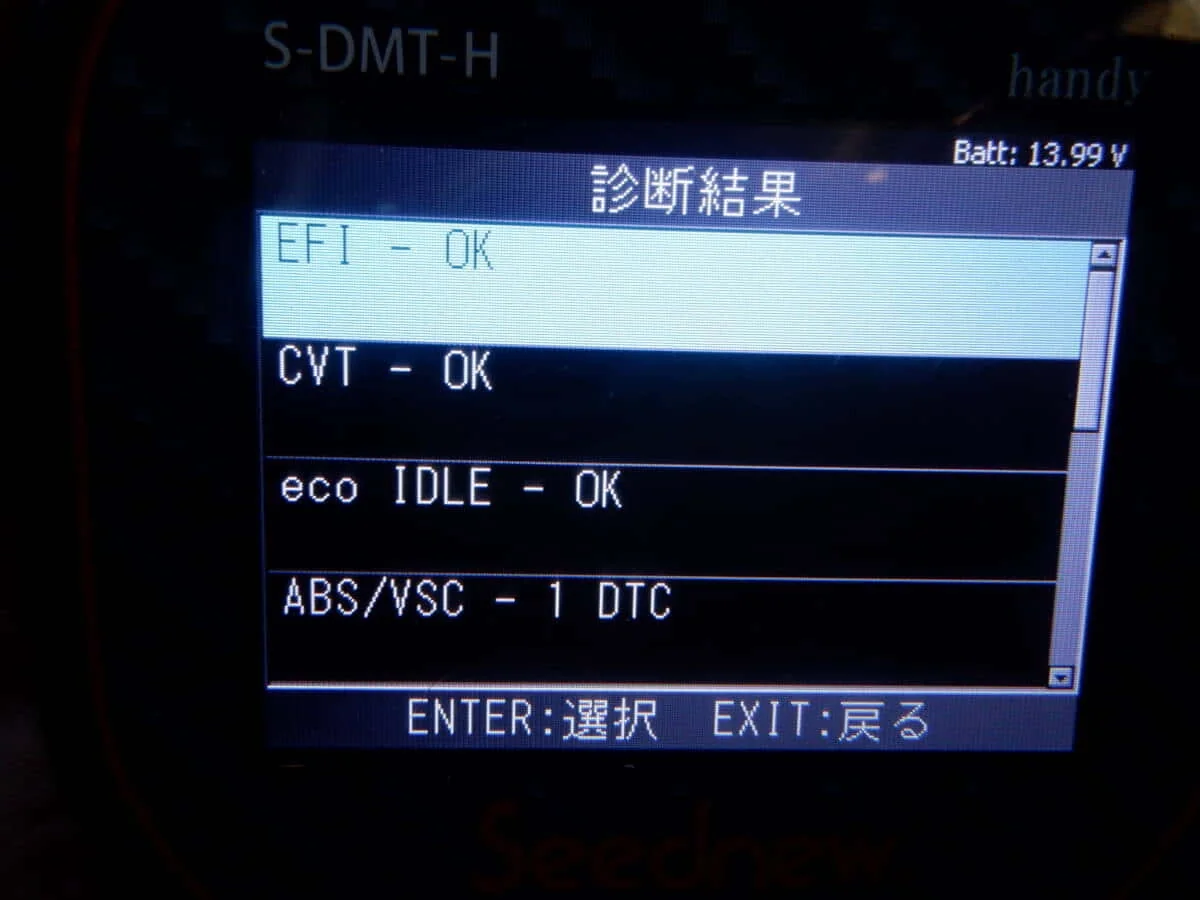 S-DMT-H
handy
Batt: 13.99 V
診断結果
EFI - OK
CVT - OK
eco IDLE - OK
ABS/VSC - 1 DTC
ENTER:選択 EXIT:戻る
Seednew